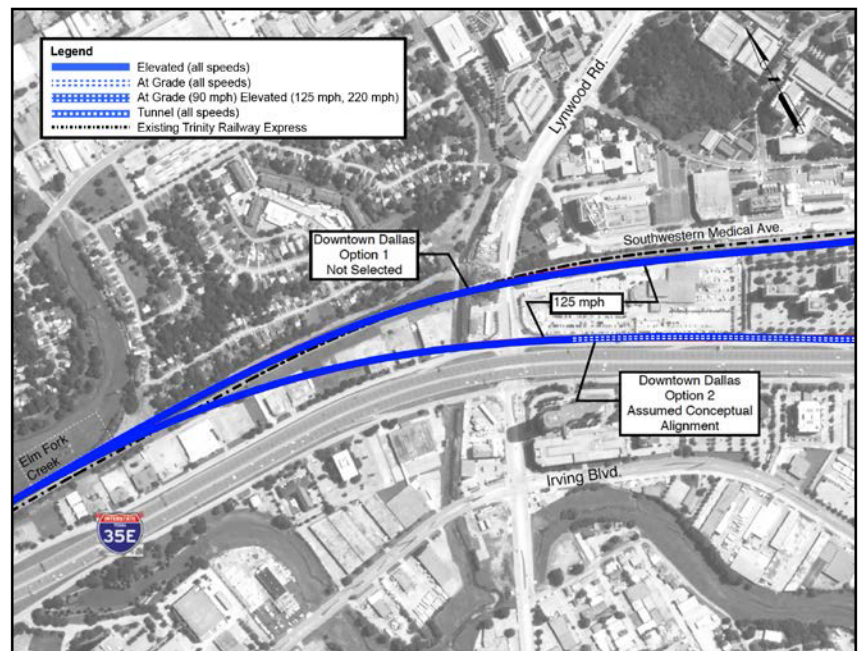 Legend
Elevated (all speeds)
At Grade (all speeds)
At Grade (90 mph) Elevated (125 mph, 220 mph)
Tunnel (all speeds)
Existing Trinity Railway Express
Lynwood Rd.
Southwestern Medical Ave.
Downtown Dallas
Option 1
Not Selected
125 mph
Downtown Dallas
Option 2
Assumed Conceptual
Alignment
Elm Fork
Creek
Irving Blvd.
INTERSTATE
35E